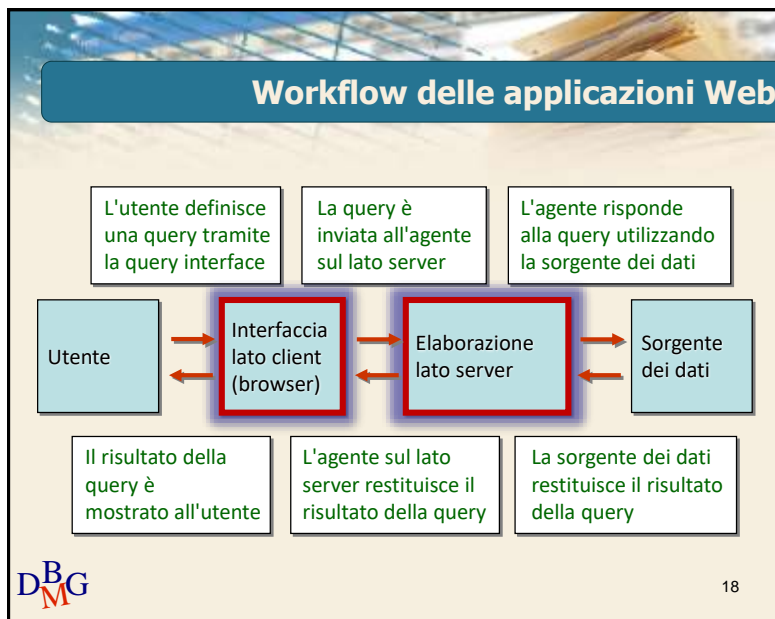 Workflow delle applicazioni Web
L'utente definisce
una query tramite
la query interface
La query è
inviata all'agente
sul lato server
L'agente risponde
alla query utilizzando
la sorgente dei dati
Utente
Interfaccia
lato client
(browser)
Elaborazione
lato server
Sorgente
dei dati
Il risultato della
query è
mostrato all'utente
L'agente sul lato
server restituisce il
risultato della query
La sorgente dei dati
restituisce il risultato
della query
DBMG
18